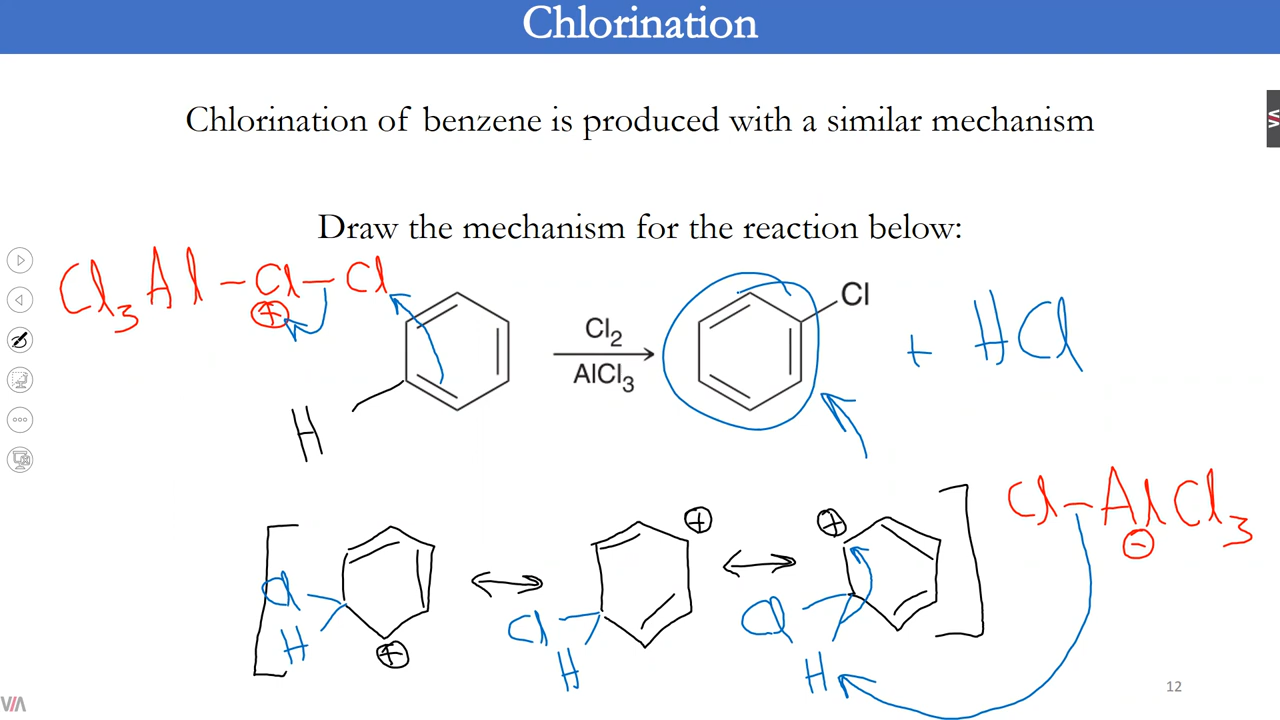 Chlorination
Chlorination of benzene is produced with a similar mechanism
Draw the mechanism for the reaction below:
Cl3Al-Cl-Cl
⊕
H
Cl2
AlCl3
Cl
+ HCl
Cl-AlCl3
⊖
⊕
⊕
Cl
H
⊕
Cl
H
Cl
H
12
VIA